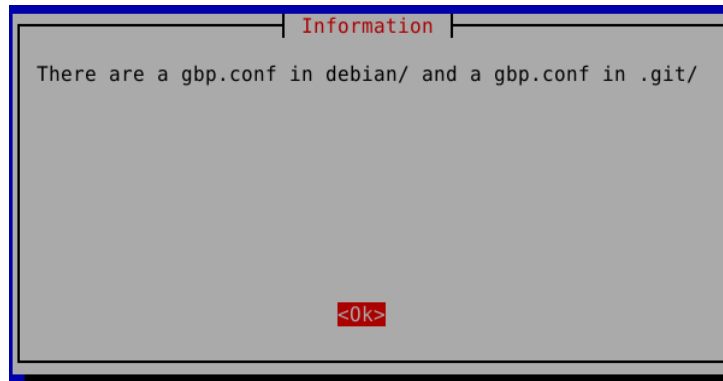 Information
There are a gbp.conf in debian/ and a gbp.conf in .git/
<Ok>